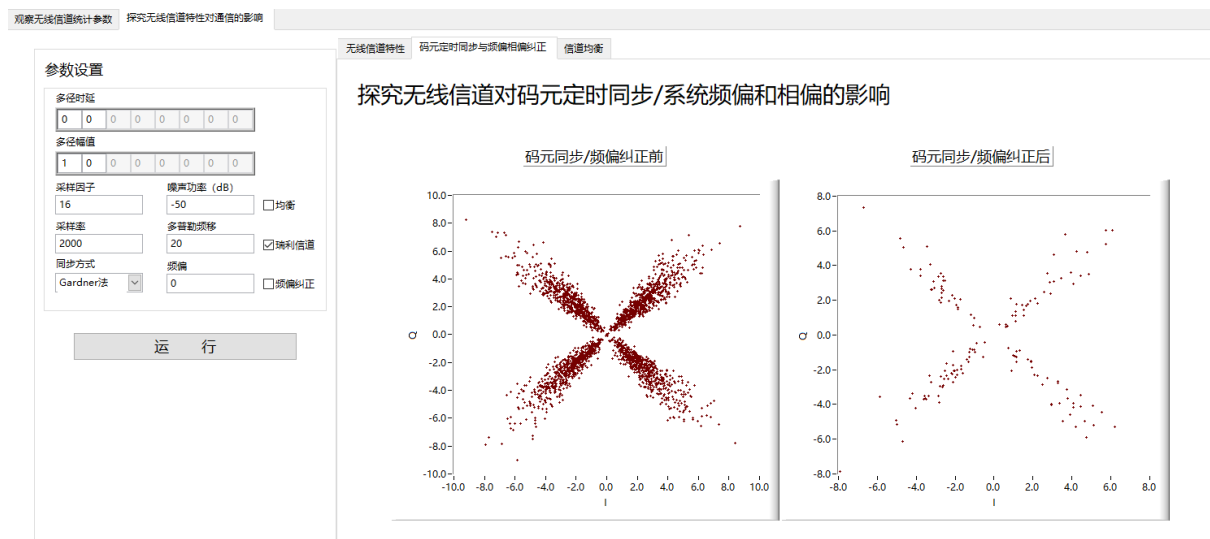 观察无线信道统计参数 探究无线信道特性对通信的影响
无线信道特性 码元定时同步与频偏相偏纠正 信道均衡
参数设置
多径时延
0 0 0 0 0 0 0 0
多径幅值
1 0 0 0 0 0 0 0
采样因子 噪声功率（dB）
16 -50 均衡
采样率 多普勒频移
2000 20 瑞利信道
同步方式 频偏
Gardner法 0 频偏纠正
运 行
探究无线信道对码元定时同步/系统频偏和相偏的影响
码元同步/频偏纠正前
10.0
8.0
6.0
4.0
2.0
0.0
-2.0
-4.0
-6.0
-8.0
-10.0
Q
-10.0 -8.0 -6.0 -4.0 -2.0 0.0 2.0 4.0 6.0 8.0 10.0
I
码元同步/频偏纠正后
8.0
6.0
4.0
2.0
0.0
-2.0
-4.0
-6.0
-8.0
Q
-8.0 -6.0 -4.0 -2.0 0.0 2.0 4.0 6.0 8.0
I